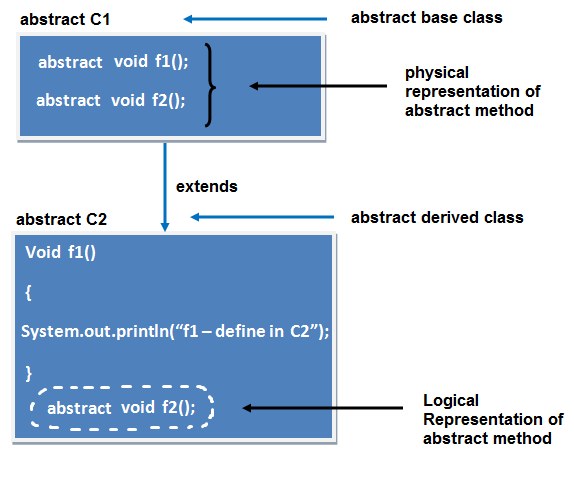 abstract C1
abstract base class
abstract void f1();
abstract void f2();
physical
representation of
abstract method
extends
abstract C2
abstract derived class
Void f1()
{
System.out.println(“f1 – define in C2”);
}
abstract void f2();
Logical
Representation of
abstract method